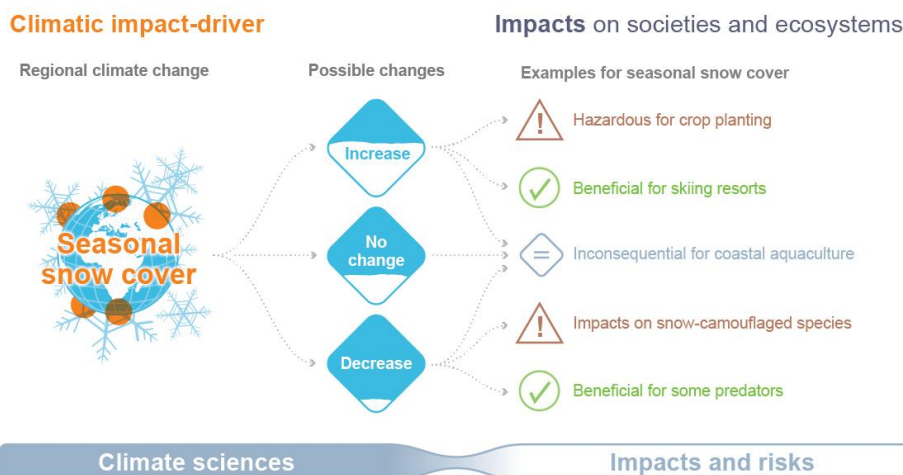 Climatic impact-driver
Impacts on societies and ecosystems
Regional climate change
Possible changes
Examples for seasonal snow cover
Seasonal
snow cover
Increase
No
change
Decrease
Hazardous for crop planting
Beneficial for skiing resorts
Inconsequential for coastal aquaculture
Impacts on snow-camouflaged species
Beneficial for some predators
Climate sciences
Impacts and risks